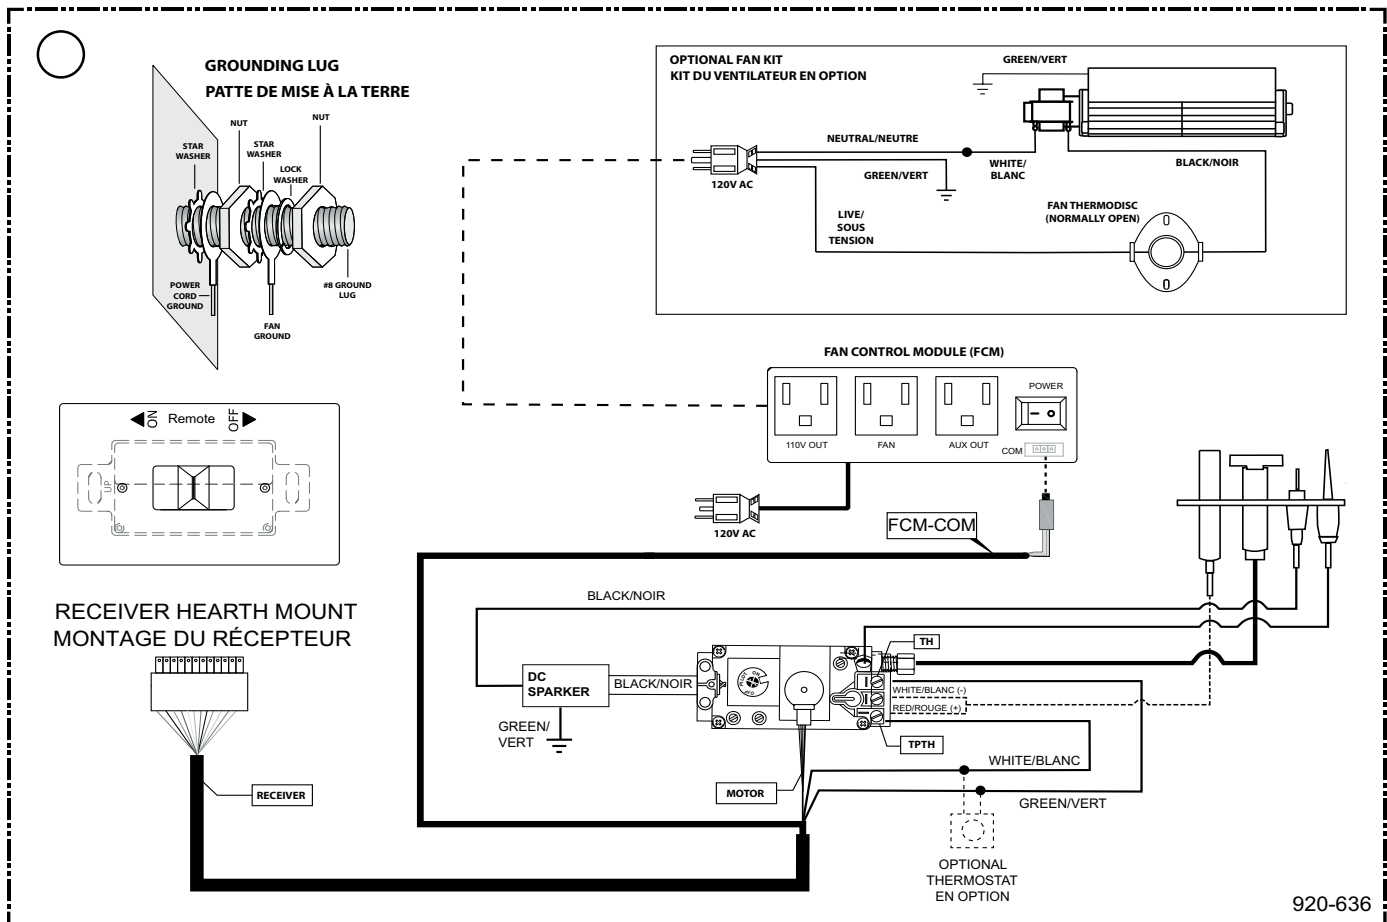 GROUNDING LUG
PATTE DE MISE À LA TERRE
STAR
WASHER
NUT
STAR
WASHER
LOCK
WASHER
NUT
POWER
CORD
GROUND
FAN
GROUND
#8 GROUND
LUG
OPTIONAL FAN KIT
KIT DU VENTILATEUR EN OPTION
GREEN/VERT
NEUTRAL/NEUTRE
120V AC
GREEN/VERT
WHITE/
BLANC
BLACK/NOIR
LIVE/
SOUS
TENSION
FAN THERMODISC
(NORMALLY OPEN)
FAN CONTROL MODULE (FCM)
110V OUT
FAN
AUX OUT
POWER
COM
120V AC
FCM-COM
ON
Remote
OFF
UP
RECEIVER HEARTH MOUNT
MONTAGE DU RÉCEPTEUR
RECEIVER
BLACK/NOIR
DC
SPARKER
BLACK/NOIR
GREEN/
VERT
TH
WHITE/BLANC (-)
RED/ROUGE (+)
TPTH
MOTOR
WHITE/BLANC
GREEN/VERT
OPTIONAL
THERMOSTAT
EN OPTION
920-636